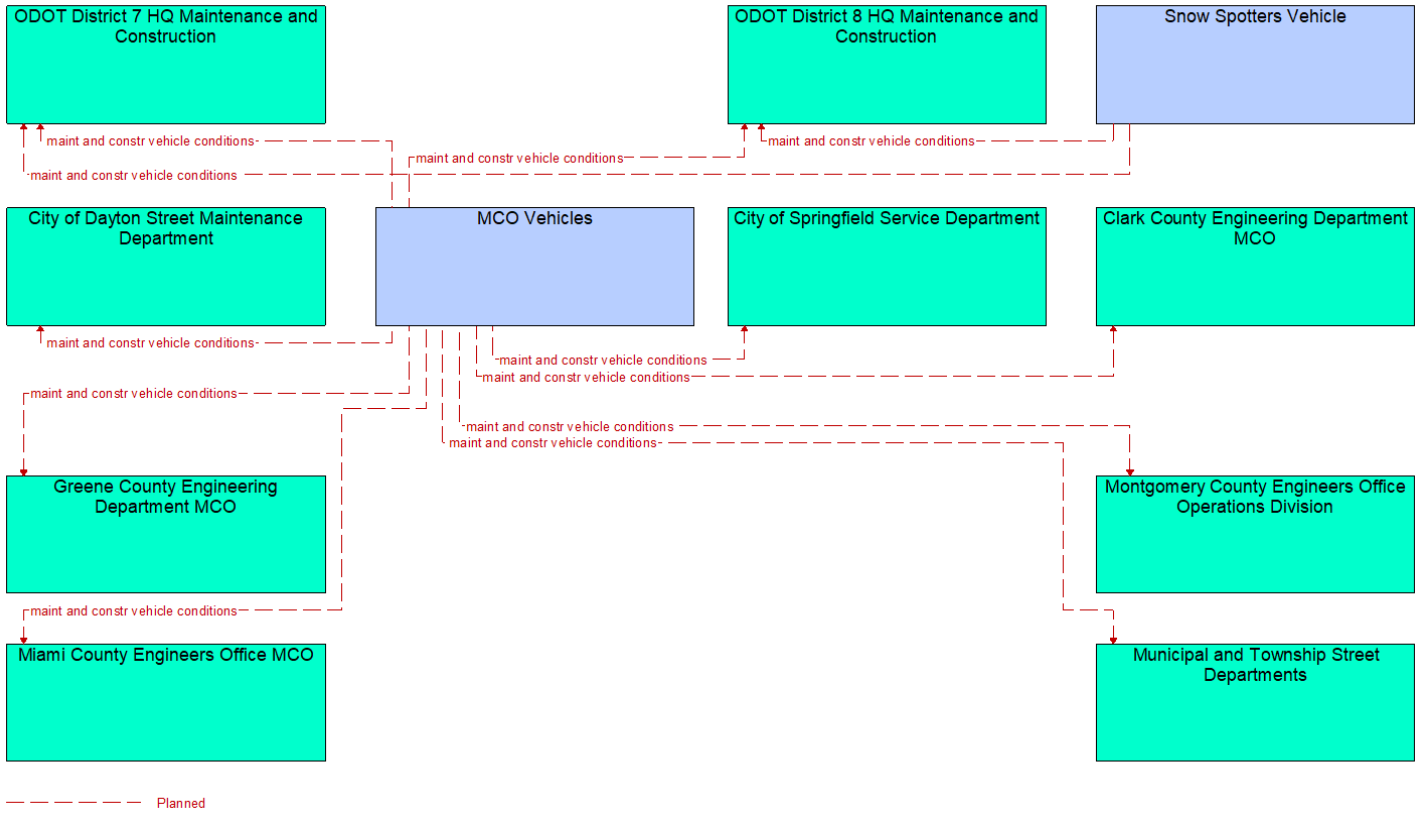 ODOT District 7 HQ Maintenance and
Construction
ODOT District 8 HQ Maintenance and
Construction
Snow Spotters Vehicle
maint and constr vehicle conditions
maint and constr vehicle conditions
maint and constr vehicle conditions
maint and constr vehicle conditions
City of Dayton Street Maintenance
Department
MCO Vehicles
City of Springfield Service Department
Clark County Engineering Department
MCO
maint and constr vehicle conditions
maint and constr vehicle conditions
maint and constr vehicle conditions
maint and constr vehicle conditions
maint and constr vehicle conditions
maint and constr vehicle conditions
Greene County Engineering
Department MCO
Montgomery County Engineers Office
Operations Division
maint and constr vehicle conditions
Miami County Engineers Office MCO
Municipal and Township Street
Departments
Planned